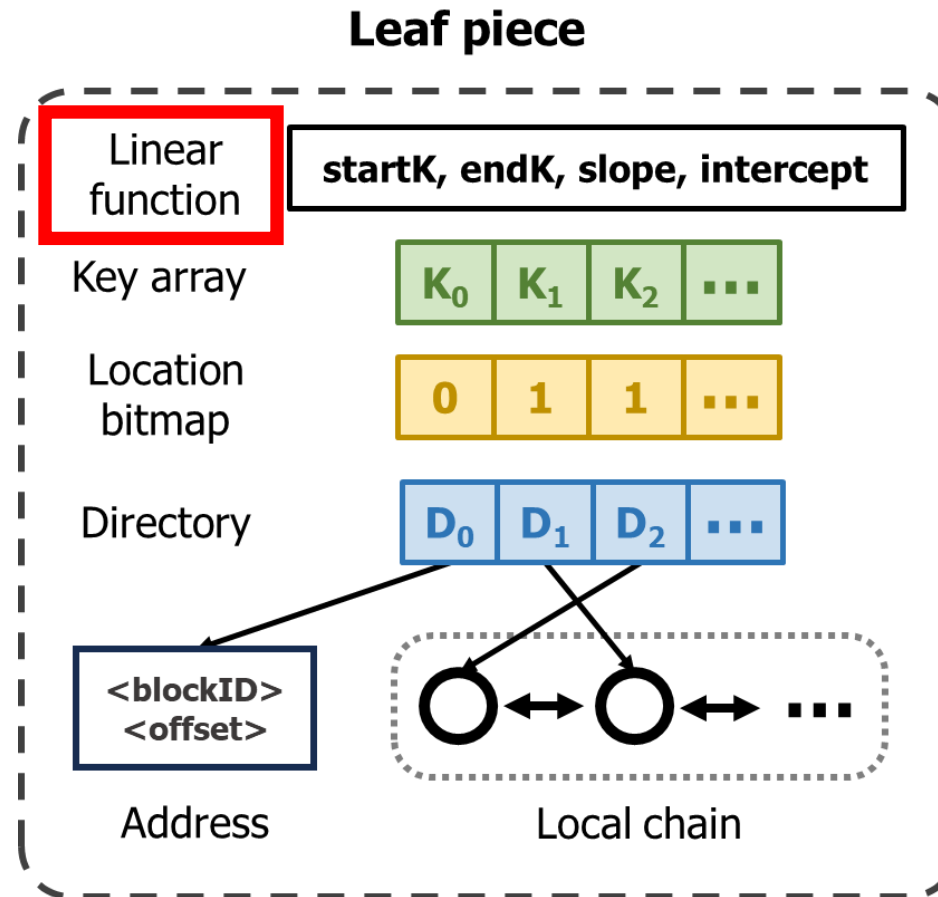 Leaf piece
Linear
function
startK, endK, slope, intercept
Key array
K₀ K₁ K₂ ...
Location
bitmap
0 1 1 ...
Directory
D₀ D₁ D₂ ...
<blockID>
<offset>
...
Address
Local chain